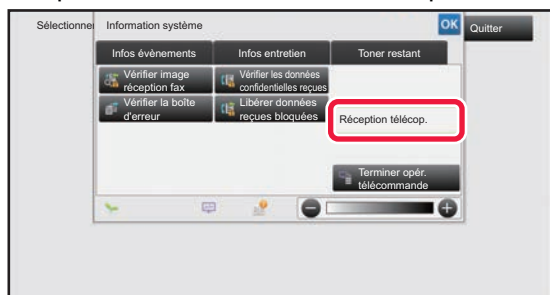 Sélectionner
Information système
OK
Quitter
Infos évènements
Infos entretien
Toner restant
Vérifier image
réception fax
Vérifier les données
confidentielles reçues
Vérifier la boîte
d'erreur
Libérer données
reçues bloquées
Réception télécop.
Terminer opér.
télécommande